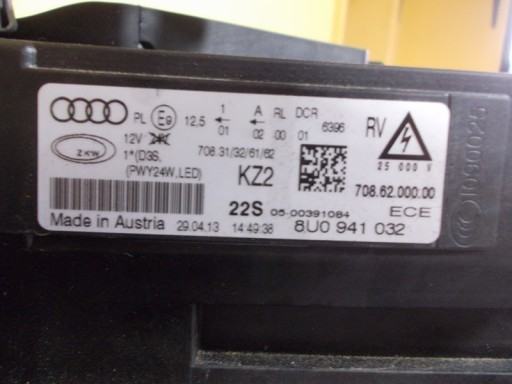 PL E9 12,5 1 01 A 02 RL 00 DCR 01 6396 RV
ZKW 12V 24V
1*(D3S, 708.31/32/61/62
(PWY24W,LED) KZ2
25 000 V
708.62.000.00
22S 05-00391084 ECE
Made in Austria 29.04.13 14:49:38 8U0 941 032